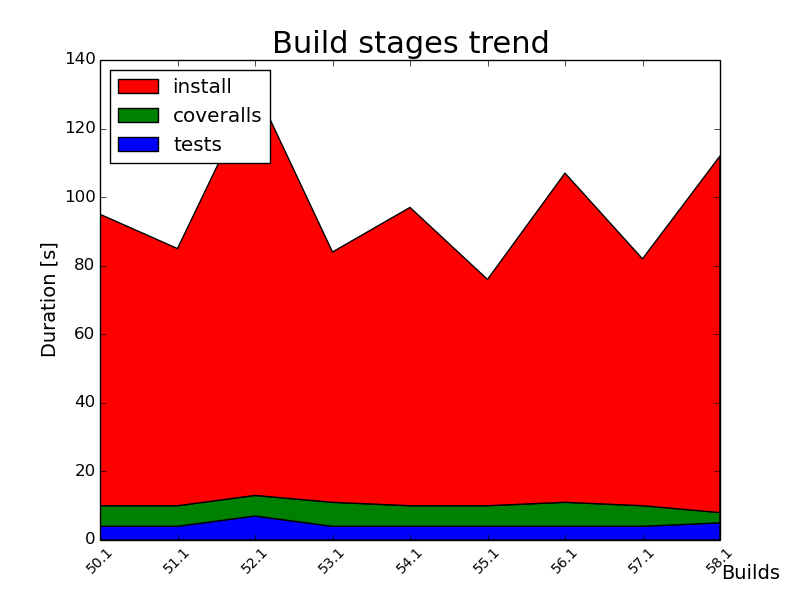 Build stages trend
140
120
100
80
60
40
20
0
Duration [s]
install
coveralls
tests
50.1
51.1
52.1
53.1
54.1
55.1
56.1
57.1
58.1
Builds